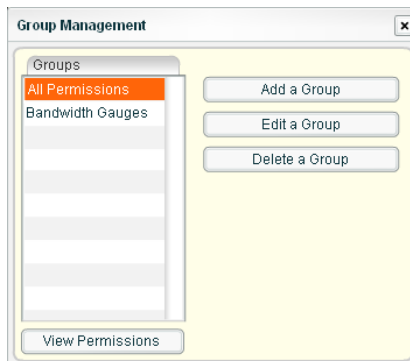 Group Management
Groups
All Permissions
Bandwidth Gauges
Add a Group
Edit a Group
Delete a Group
View Permissions